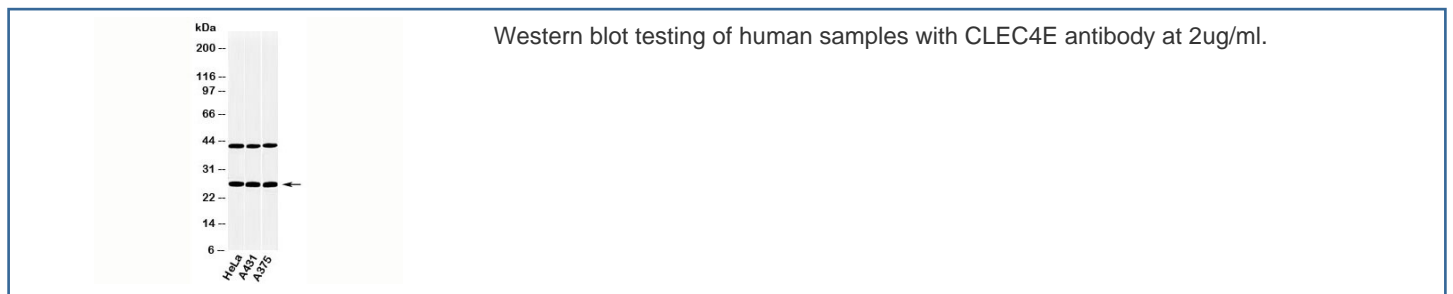 kDa
200 --
116 --
97 --
66 --
44 --
31 --
22 --
14 --
6 --
HeLa
A431
A375
Western blot testing of human samples with CLEC4E antibody at 2ug/ml.